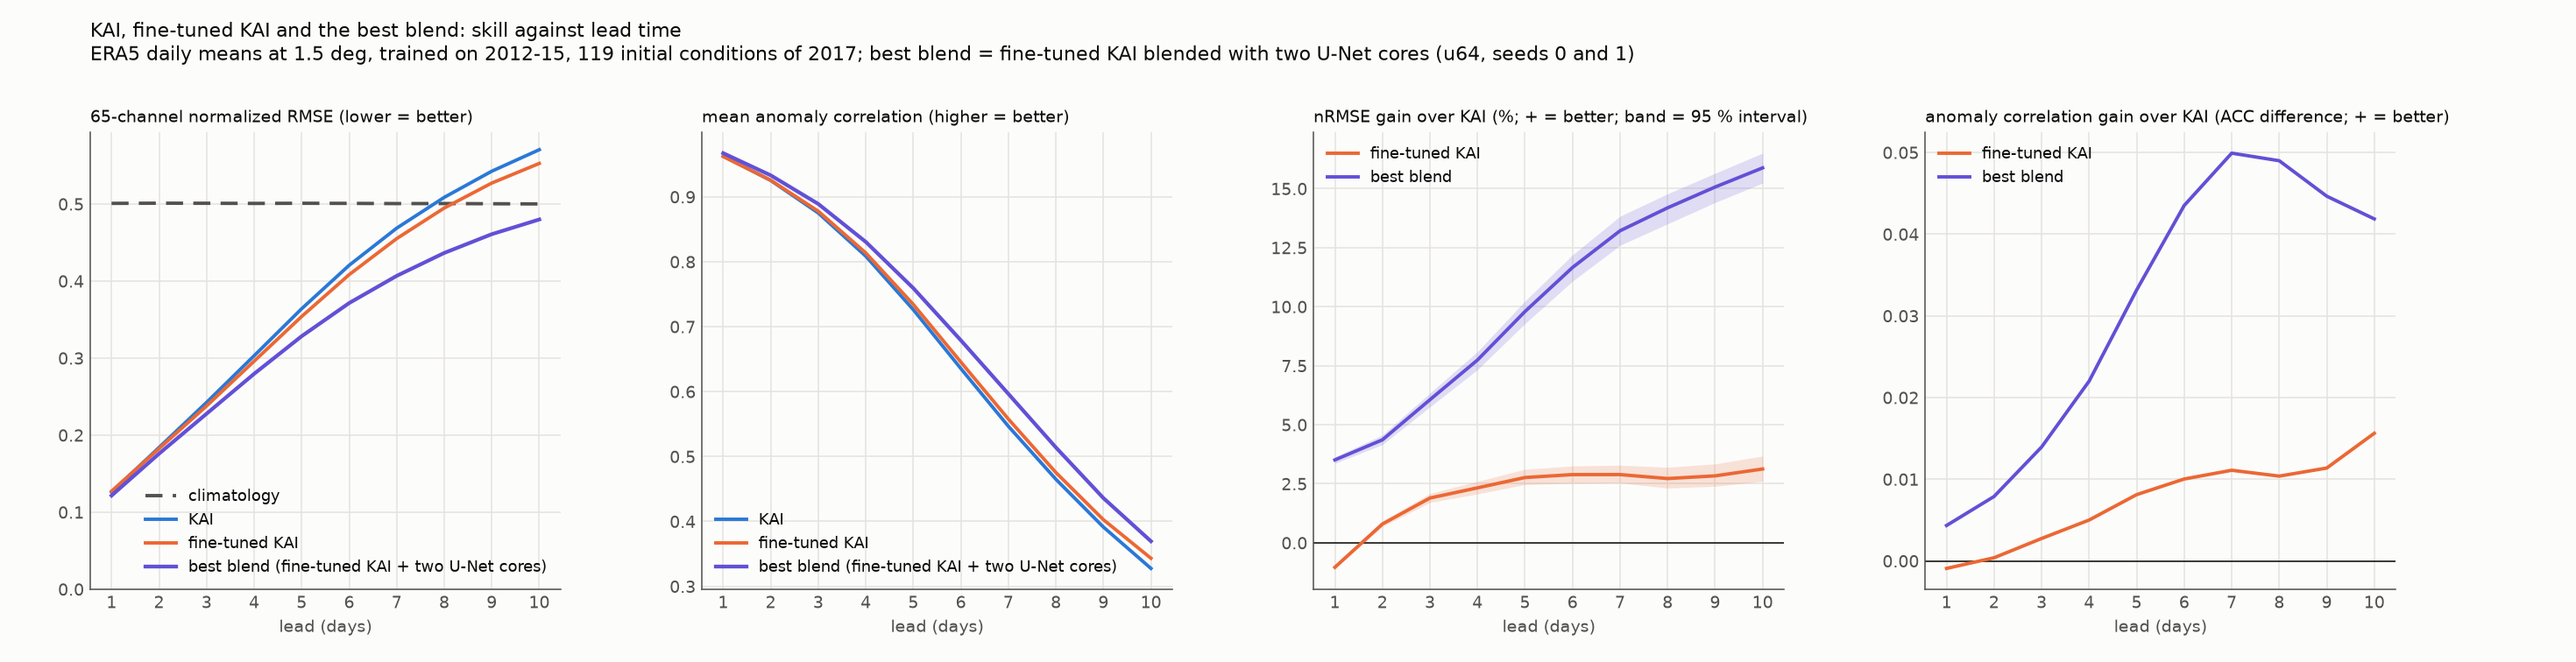 KAI, fine-tuned KAI and the best blend: skill against lead time
ERA5 daily means at 1.5 deg, trained on 2012-15, 119 initial conditions of 2017; best blend = fine-tuned KAI blended with two U-Net cores (u64, seeds 0 and 1)
65-channel normalized RMSE (lower = better)
0.5
0.4
0.3
0.2
0.1
0.0
climatology
KAI
fine-tuned KAI
best blend (fine-tuned KAI + two U-Net cores)
1 2 3 4 5 6 7 8 9 10
lead (days)
mean anomaly correlation (higher = better)
0.9
0.8
0.7
0.6
0.5
0.4
0.3
KAI
fine-tuned KAI
best blend (fine-tuned KAI + two U-Net cores)
1 2 3 4 5 6 7 8 9 10
lead (days)
nRMSE gain over KAI (%; + = better; band = 95 % interval)
fine-tuned KAI
best blend
15.0
12.5
10.0
7.5
5.0
2.5
0.0
1 2 3 4 5 6 7 8 9 10
lead (days)
anomaly correlation gain over KAI (ACC difference; + = better)
fine-tuned KAI
best blend
0.05
0.04
0.03
0.02
0.01
0.00
1 2 3 4 5 6 7 8 9 10
lead (days)